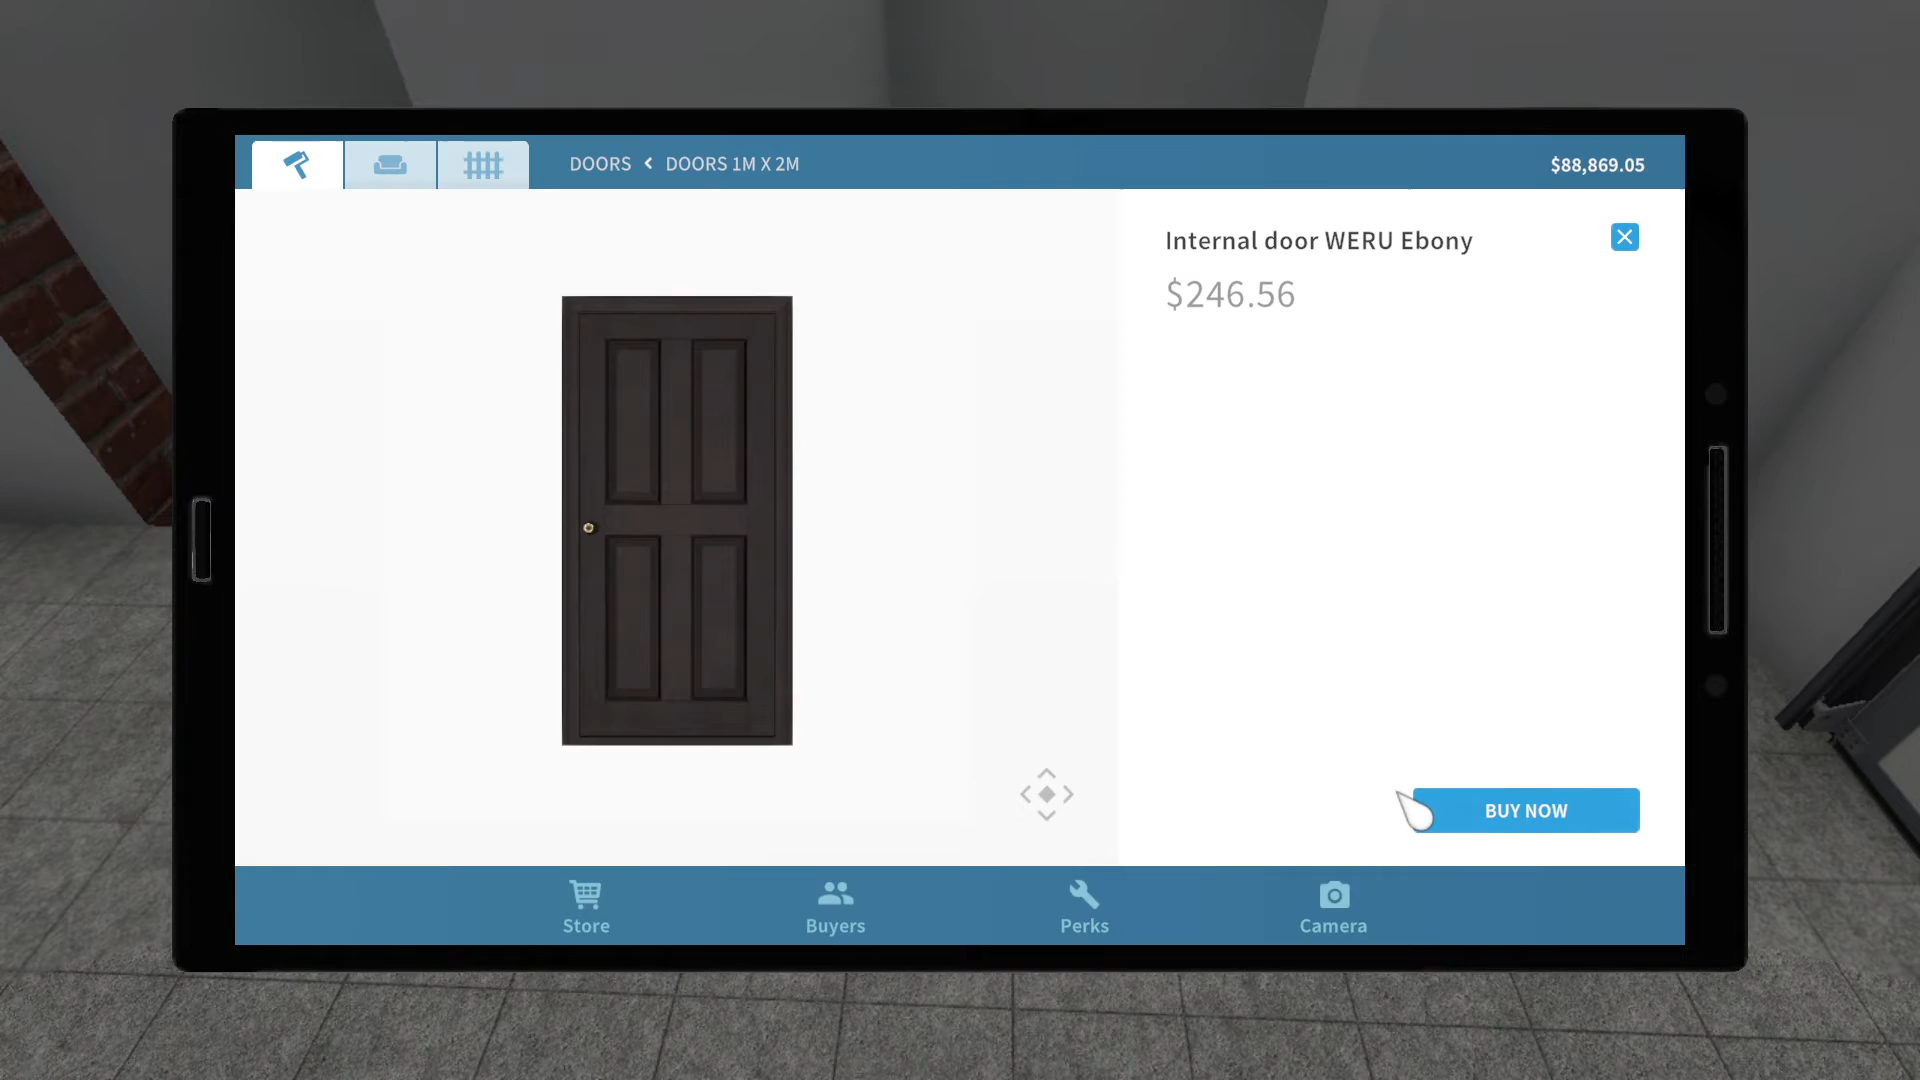 DOORS < DOORS 1M X 2M
$88,869.05
Internal door WERU Ebony
$246.56
BUY NOW
Store
Buyers
Perks
Camera